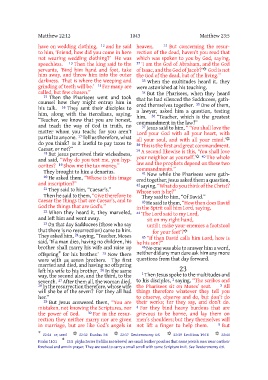 Matthew 22:12 1043 Matthew 23:5
have on wedding clothing, 12 and he said
to him, 'Friend, how did you come in here
not wearing wedding clothing?' He was
speechless. 13 Then the king said to the
servants, 'Bind him hand and feet, take
him away, and throw him into the outer
darkness. That is where the weeping and
grinding of teeth will be.' 14 For many are
called, but few chosen."
15 Then the Pharisees went and took
counsel how they might entrap him in
his talk. 16 They sent their disciples to
him, along with the Herodians, saying,
"Teacher, we know that you are honest,
and teach the way of God in truth, no
matter whom you teach; for you aren't
partial to anyone. 17 Tell us therefore, what
do you think? Is it lawful to pay taxes to
Caesar, or not?"
18 But Jesus perceived their wickedness,
and said, "Why do you test me, you hyp-
ocrites? 19 Show me the tax money."
They brought to him a denarius.
20 He asked them, "Whose is this image
and inscription?"
21 They said to him, "Caesar's."
Then he said to them, "Give therefore to
Caesar the things that are Caesar's, and to
God the things that are God's."
22 When they heard it, they marveled,
and left him and went away.
23 On that day Sadducees (those who say
that there is no resurrection) came to him.
They asked him, 24 saying, "Teacher, Moses
said, 'If a man dies, having no children, his
brother shall marry his wife and raise up
offspring for his brother.' 25 Now there
were with us seven brothers. The first
married and died, and having no offspring
left his wife to his brother. 26 In the same
way, the second also, and the third, to the
seventh. 27 After them all, the woman died.
28 In the resurrection therefore, whose wife
will she be of the seven? For they all had
her."
29 But Jesus answered them, "You are
mistaken, not knowing the Scriptures, nor
the power of God. 30 For in the resur-
rection they neither marry nor are given
in marriage, but are like God's angels in
heaven. 31 But concerning the resur-
rection of the dead, haven't you read that
which was spoken to you by God, saying,
32 'I am the God of Abraham, and the God
of Isaac, and the God of Jacob?' God is not
the God of the dead, but of the living."
33 When the multitudes heard it, they
were astonished at his teaching.
34 But the Pharisees, when they heard
that he had silenced the Sadducees, gath-
ered themselves together. 35 One of them,
a lawyer, asked him a question, testing
him. 36 "Teacher, which is the greatest
commandment in the law?"
37 Jesus said to him, "'You shall love the
Lord your God with all your heart, with
all your soul, and with all your mind.'
38 This is the first and great commandment.
39 A second likewise is this, 'You shall love
your neighbor as yourself.' 40 The whole
law and the prophets depend on these two
commandments."
41 Now while the Pharisees were gath-
ered together, Jesus asked them a question,
42 saying, "What do you think of the Christ?
Whose son is he?"
They said to him, "Of David."
43 He said to them, "How then does David
in the Spirit call him Lord, saying,
44 'The Lord said to my Lord,
sit on my right hand,
until I make your enemies a footstool
for your feet'?
45 "If then David calls him Lord, how is
he his son?"
46 No one was able to answer him a word,
neither did any man dare ask him any more
questions from that day forward.
23
1 Then Jesus spoke to the multitudes and
to his disciples, 2 saying, "The scribes and
the Pharisees sit on Moses' seat. 3 All
things therefore whatever they tell you
to observe, observe and do, but don't do
their works; for they say, and don't do.
4 For they bind heavy burdens that are
grievous to be borne, and lay them on
men's shoulders; but they themselves will
not lift a finger to help them. 5 But